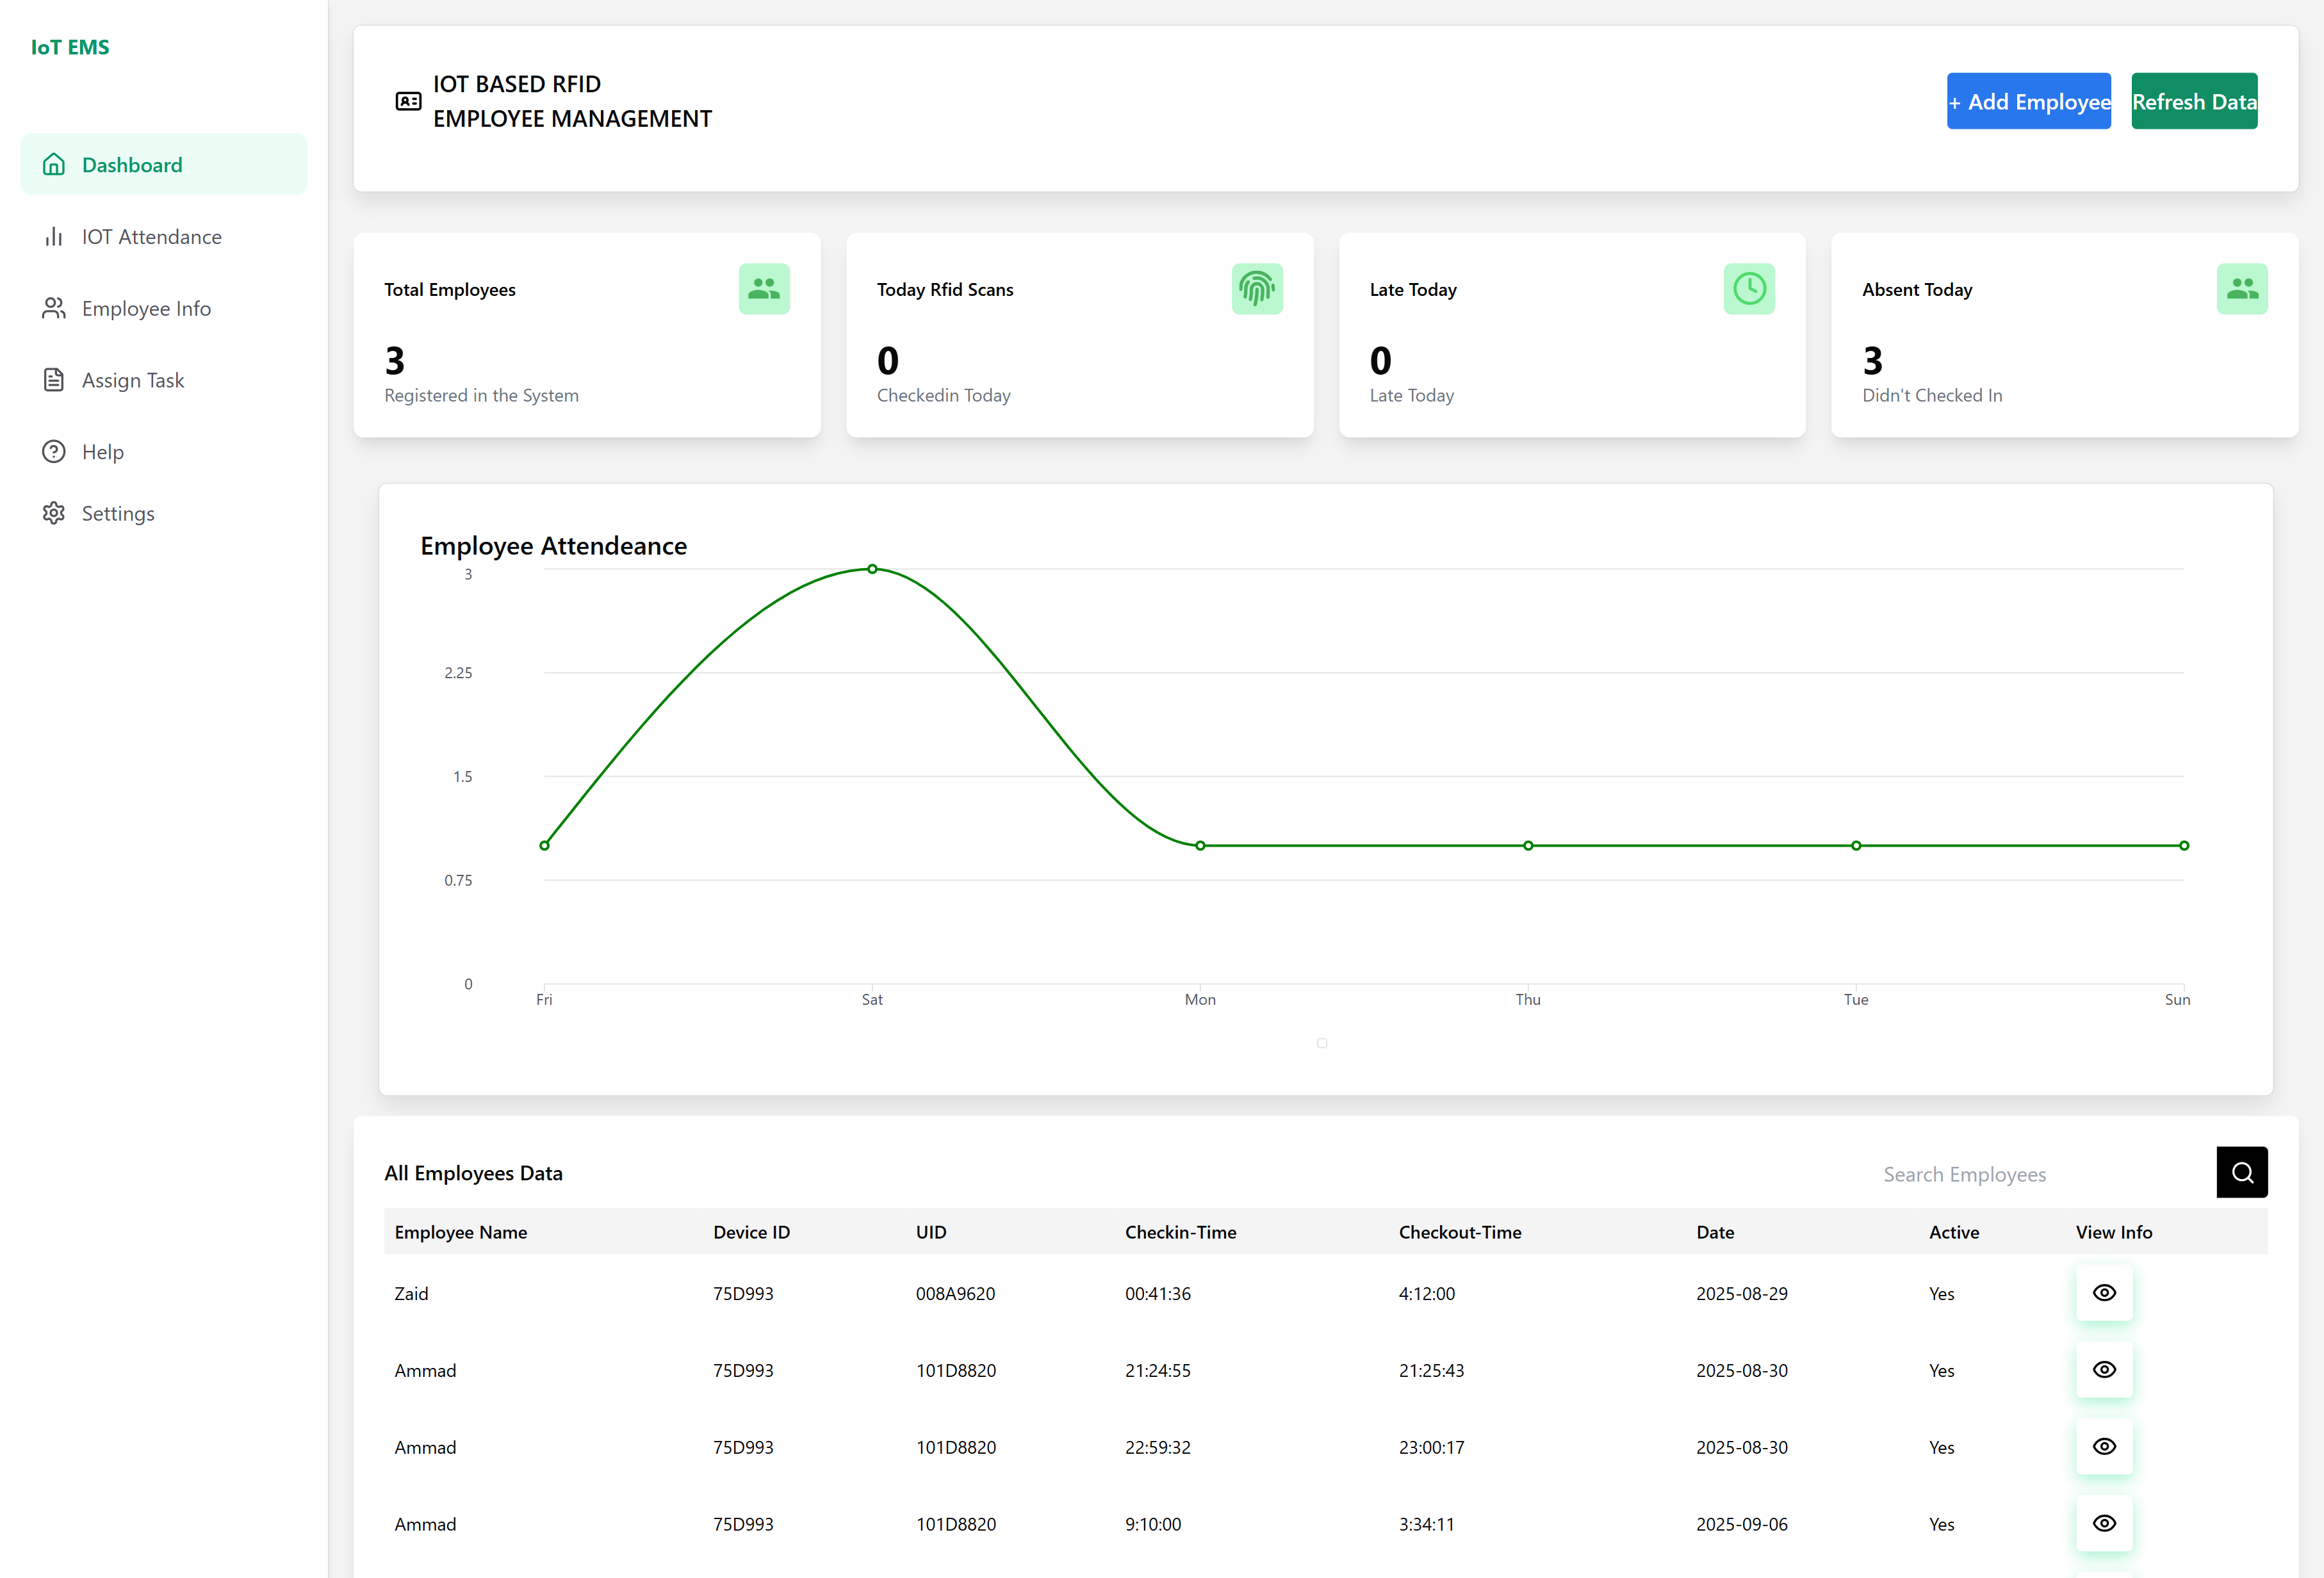 IoT EMS
Dashboard
IOT Attendance
Employee Info
Assign Task
Help
Settings
IOT BASED RFID
EMPLOYEE MANAGEMENT
+ Add Employee
Refresh Data
Total Employees
3
Registered in the System
Today Rfid Scans
0
Checkedin Today
Late Today
0
Late Today
Absent Today
3
Didn't Checked In
Employee Attendeance
3
2.25
1.5
0.75
0
Fri Sat Mon Thu Tue Sun
All Employees Data
Search Employees
Employee Name Device ID UID Checkin-Time Checkout-Time Date Active View Info
Zaid 75D993 008A9620 00:41:36 4:12:00 2025-08-29 Yes
Ammad 75D993 101D8820 21:24:55 21:25:43 2025-08-30 Yes
Ammad 75D993 101D8820 22:59:32 23:00:17 2025-08-30 Yes
Ammad 75D993 101D8820 9:10:00 3:34:11 2025-09-06 Yes